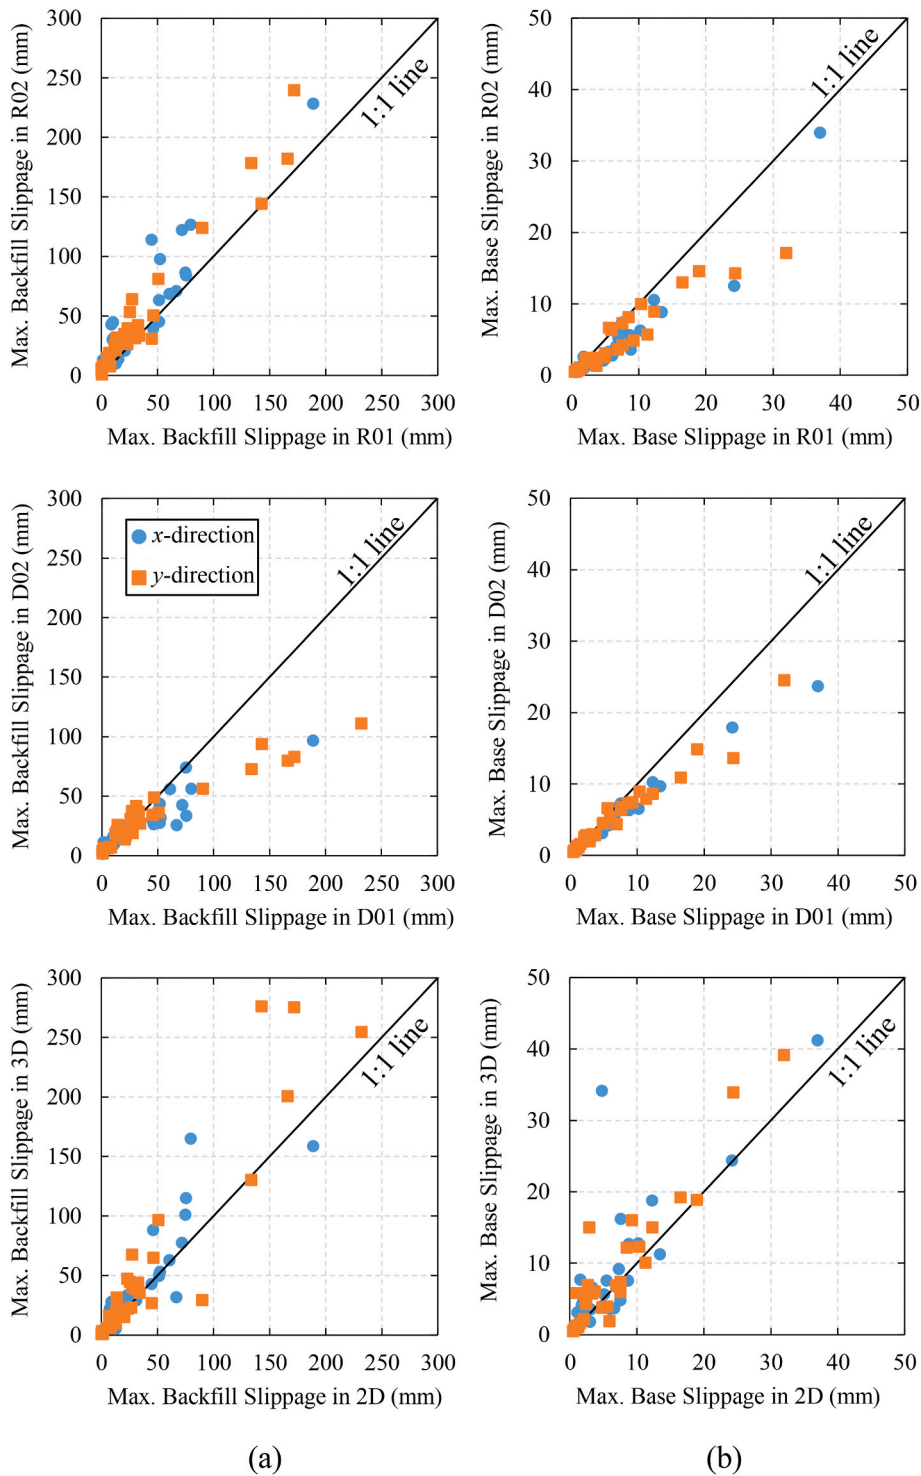 300
250
200
150
100
50
0
Max. Backfill Slippage in R02 (mm)
1:1 line
0 50 100 150 200 250 300
Max. Backfill Slippage in R01 (mm)
50
40
30
20
10
0
Max. Base Slippage in R02 (mm)
1:1 line
0 10 20 30 40 50
Max. Base Slippage in R01 (mm)
300
250
200
150
100
50
0
Max. Backfill Slippage in D02 (mm)
x-direction
y-direction
1:1 line
0 50 100 150 200 250 300
Max. Backfill Slippage in D01 (mm)
50
40
30
20
10
0
Max. Base Slippage in D02 (mm)
1:1 line
0 10 20 30 40 50
Max. Base Slippage in D01 (mm)
300
250
200
150
100
50
0
Max. Backfill Slippage in 3D (mm)
1:1 line
0 50 100 150 200 250 300
Max. Backfill Slippage in 2D (mm)
50
40
30
20
10
0
Max. Base Slippage in 3D (mm)
1:1 line
0 10 20 30 40 50
Max. Base Slippage in 2D (mm)
(a)
(b)